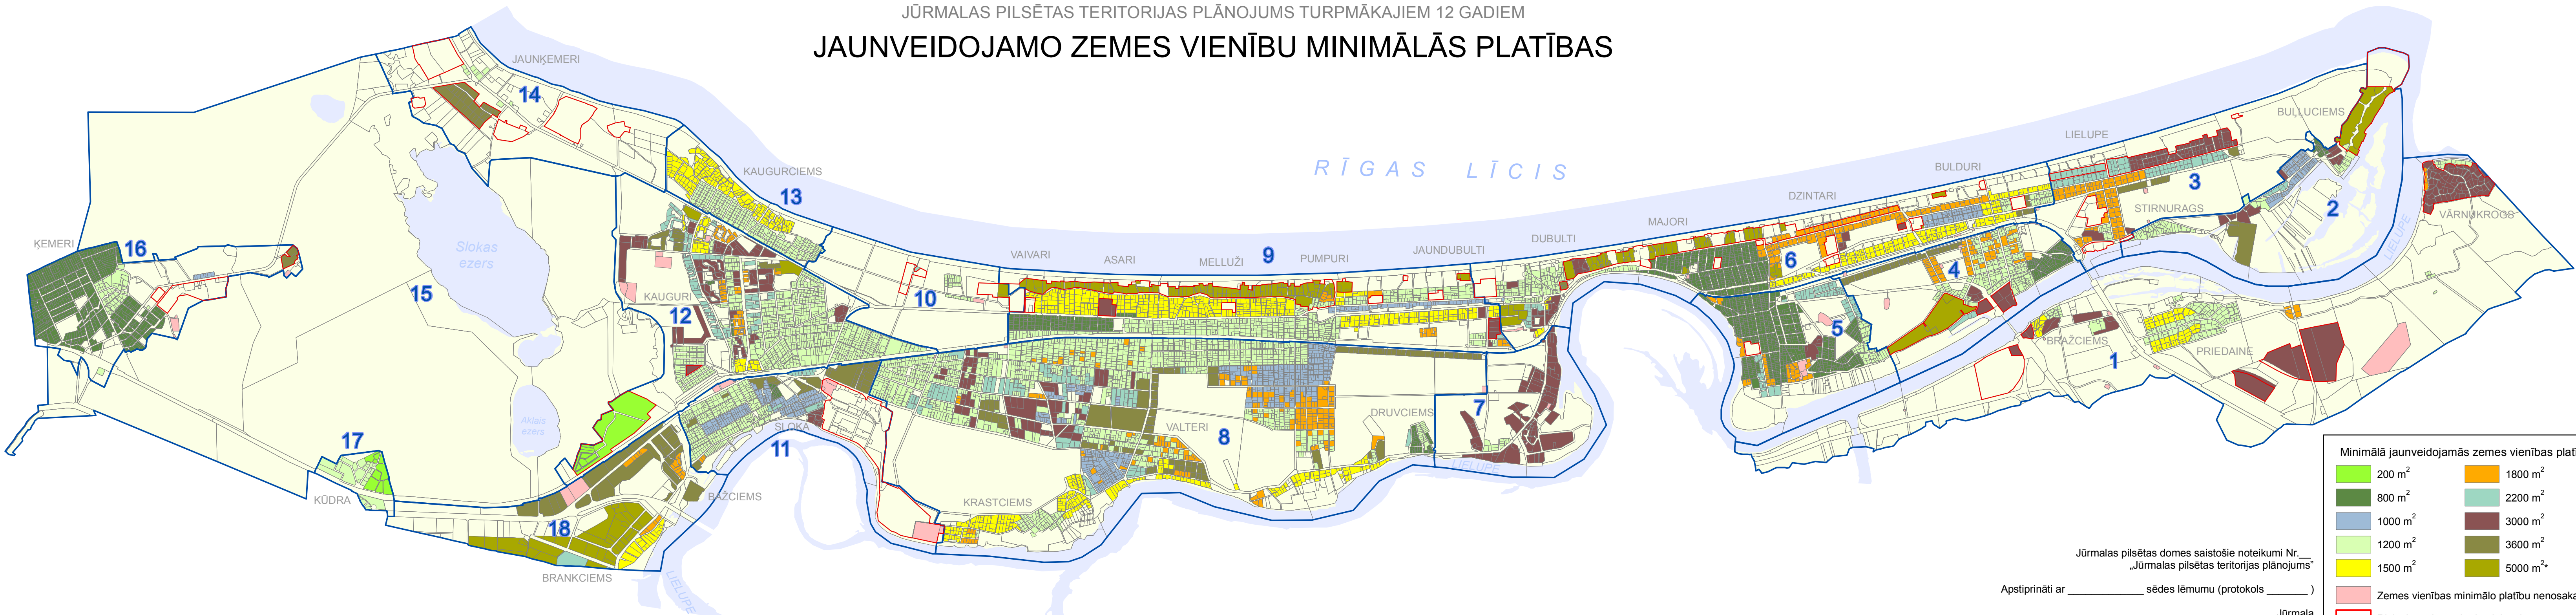 JŪRMALAS PILSĒTAS TERITORIJAS PLĀNOJUMS TURPMĀKAJIEM 12 GADIEM
JAUNVEIDOJAMO ZEMES VIENĪBU MINIMĀLĀS PLATĪBAS
JAUNĶEMERI
14
KAUGURCIEMS
13
RĪGAS LĪCIS
BUĻĻUCIEMS
LIELUPE
BULDURI
3
DZINTARI
2
STIRNURAGS
VĀRNUKROGS
MAJORI
DUBULTI
LIELUPE
ĶEMERI
16
Slokas
ezers
15
VAIVARI
ASARI
MELLUŽI
9
PUMPURI
JAUNDUBULTI
6
4
10
KAUGURI
12
5
BRAŽCIEMS
1
PRIEDAINE
Aklais
ezers
SLOKA
11
VALTERI
8
DRUVCIEMS
7
17
KŪDRA
BAŽCIEMS
KRASTCIEMS
LIELUPE
18
BRANKCIEMS
LIELUPE
Minimālā jaunveidojamās zemes vienības
200 m²
1800 m²
800 m²
2200 m²
1000 m²
3000 m²
1200 m²
3600 m²
1500 m²
5000 m²*
Zemes vienības minimālo platību
Jūrmalas pilsētas domes saistošie noteikumi Nr.__
„Jūrmalas pilsētas teritorijas plānojums"
Apstiprināti ar _____________ sēdes lēmumu (protokols _______ )
Jūrmala